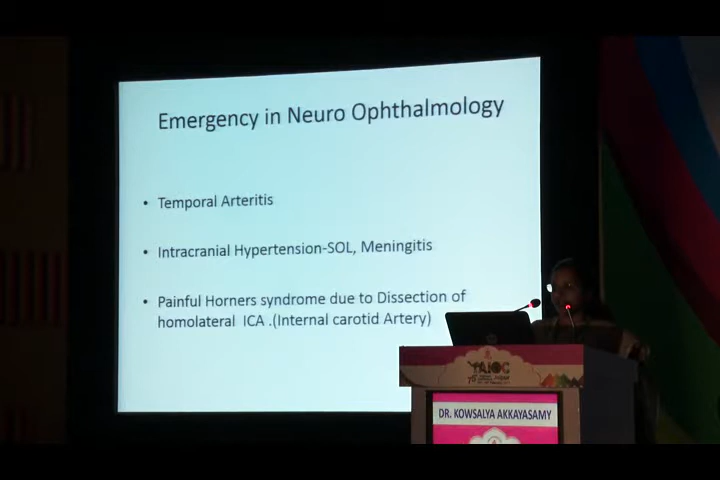 Emergency in Neuro Ophthalmology
• Temporal Arteritis
• Intracranial Hypertension-SOL, Meningitis
• Painful Horners syndrome due to Dissection of
homolateral ICA .(Internal carotid Artery)
DR. KOWSALYA AKKAYASAMY